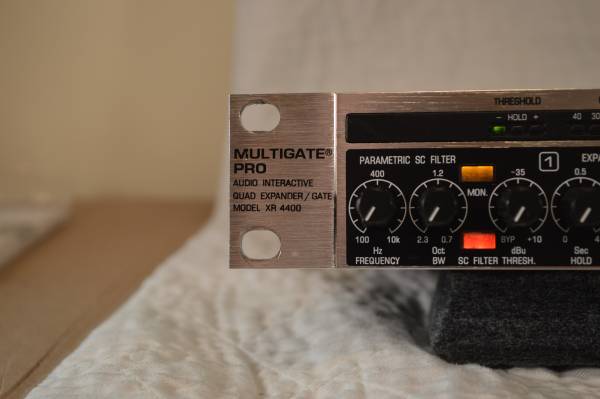 THRESHOLD
- HOLD +
40 30
MULTIGATE®
PRO
AUDIO INTERACTIVE
QUAD EXPANDER/GATE
MODEL XR 4400
PARAMETRIC SC FILTER
1
EXPA
400
1.2
MON.
-35
0.5
100 10k
2.3 0.7
BYP +10
0
Hz
Oct
dBu
Sec
FREQUENCY
BW
SC FILTER THRESH.
HOLD